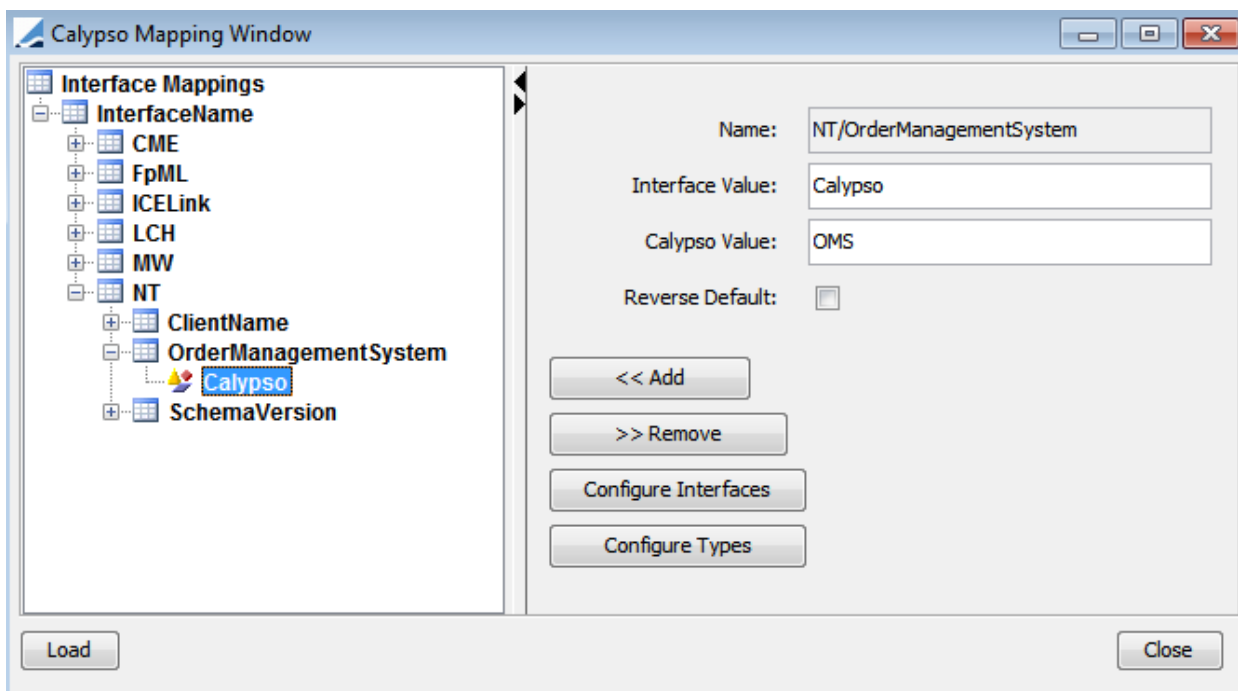 Calypso Mapping Window
Interface Mappings
InterfaceName
CME
FpML
ICELink
LCH
MW
NT
ClientName
OrderManagementSystem
Calypso
SchemaVersion
Name: NT/OrderManagementSystem
Interface Value: Calypso
Calypso Value: OMS
Reverse Default:
<< Add
>> Remove
Configure Interfaces
Configure Types
Load
Close